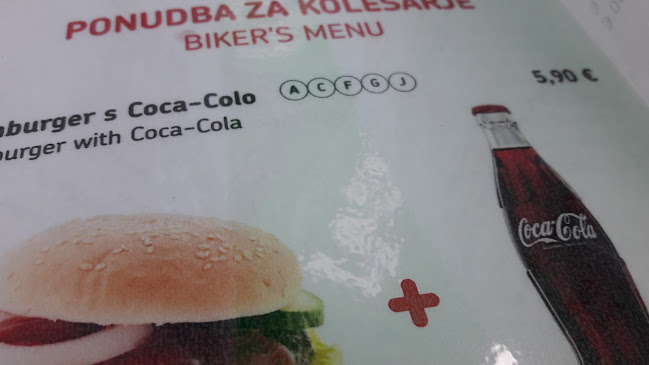 PONUDBA ZA KOLESARJE
BIKER'S MENU
mburger s Coca-Colo
burger with Coca-Cola
A C F G J
5,90 €
Coca-Cola